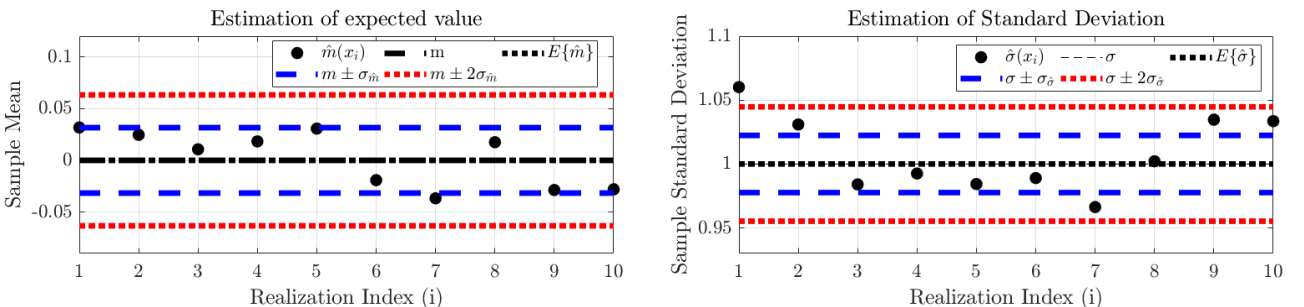 Estimation of expected value
0.1
0.05
0
-0.05
Sample Mean
m̂(xᵢ) m E{m̂}
m ± σ_m̂ m ± 2σ_m̂
1 2 3 4 5 6 7 8 9 10
Realization Index (i)
Estimation of Standard Deviation
1.1
1.05
1
0.95
Sample Standard Deviation
σ̂(xᵢ) σ E{σ̂}
σ ± σ_σ̂ σ ± 2σ_σ̂
1 2 3 4 5 6 7 8 9 10
Realization Index (i)